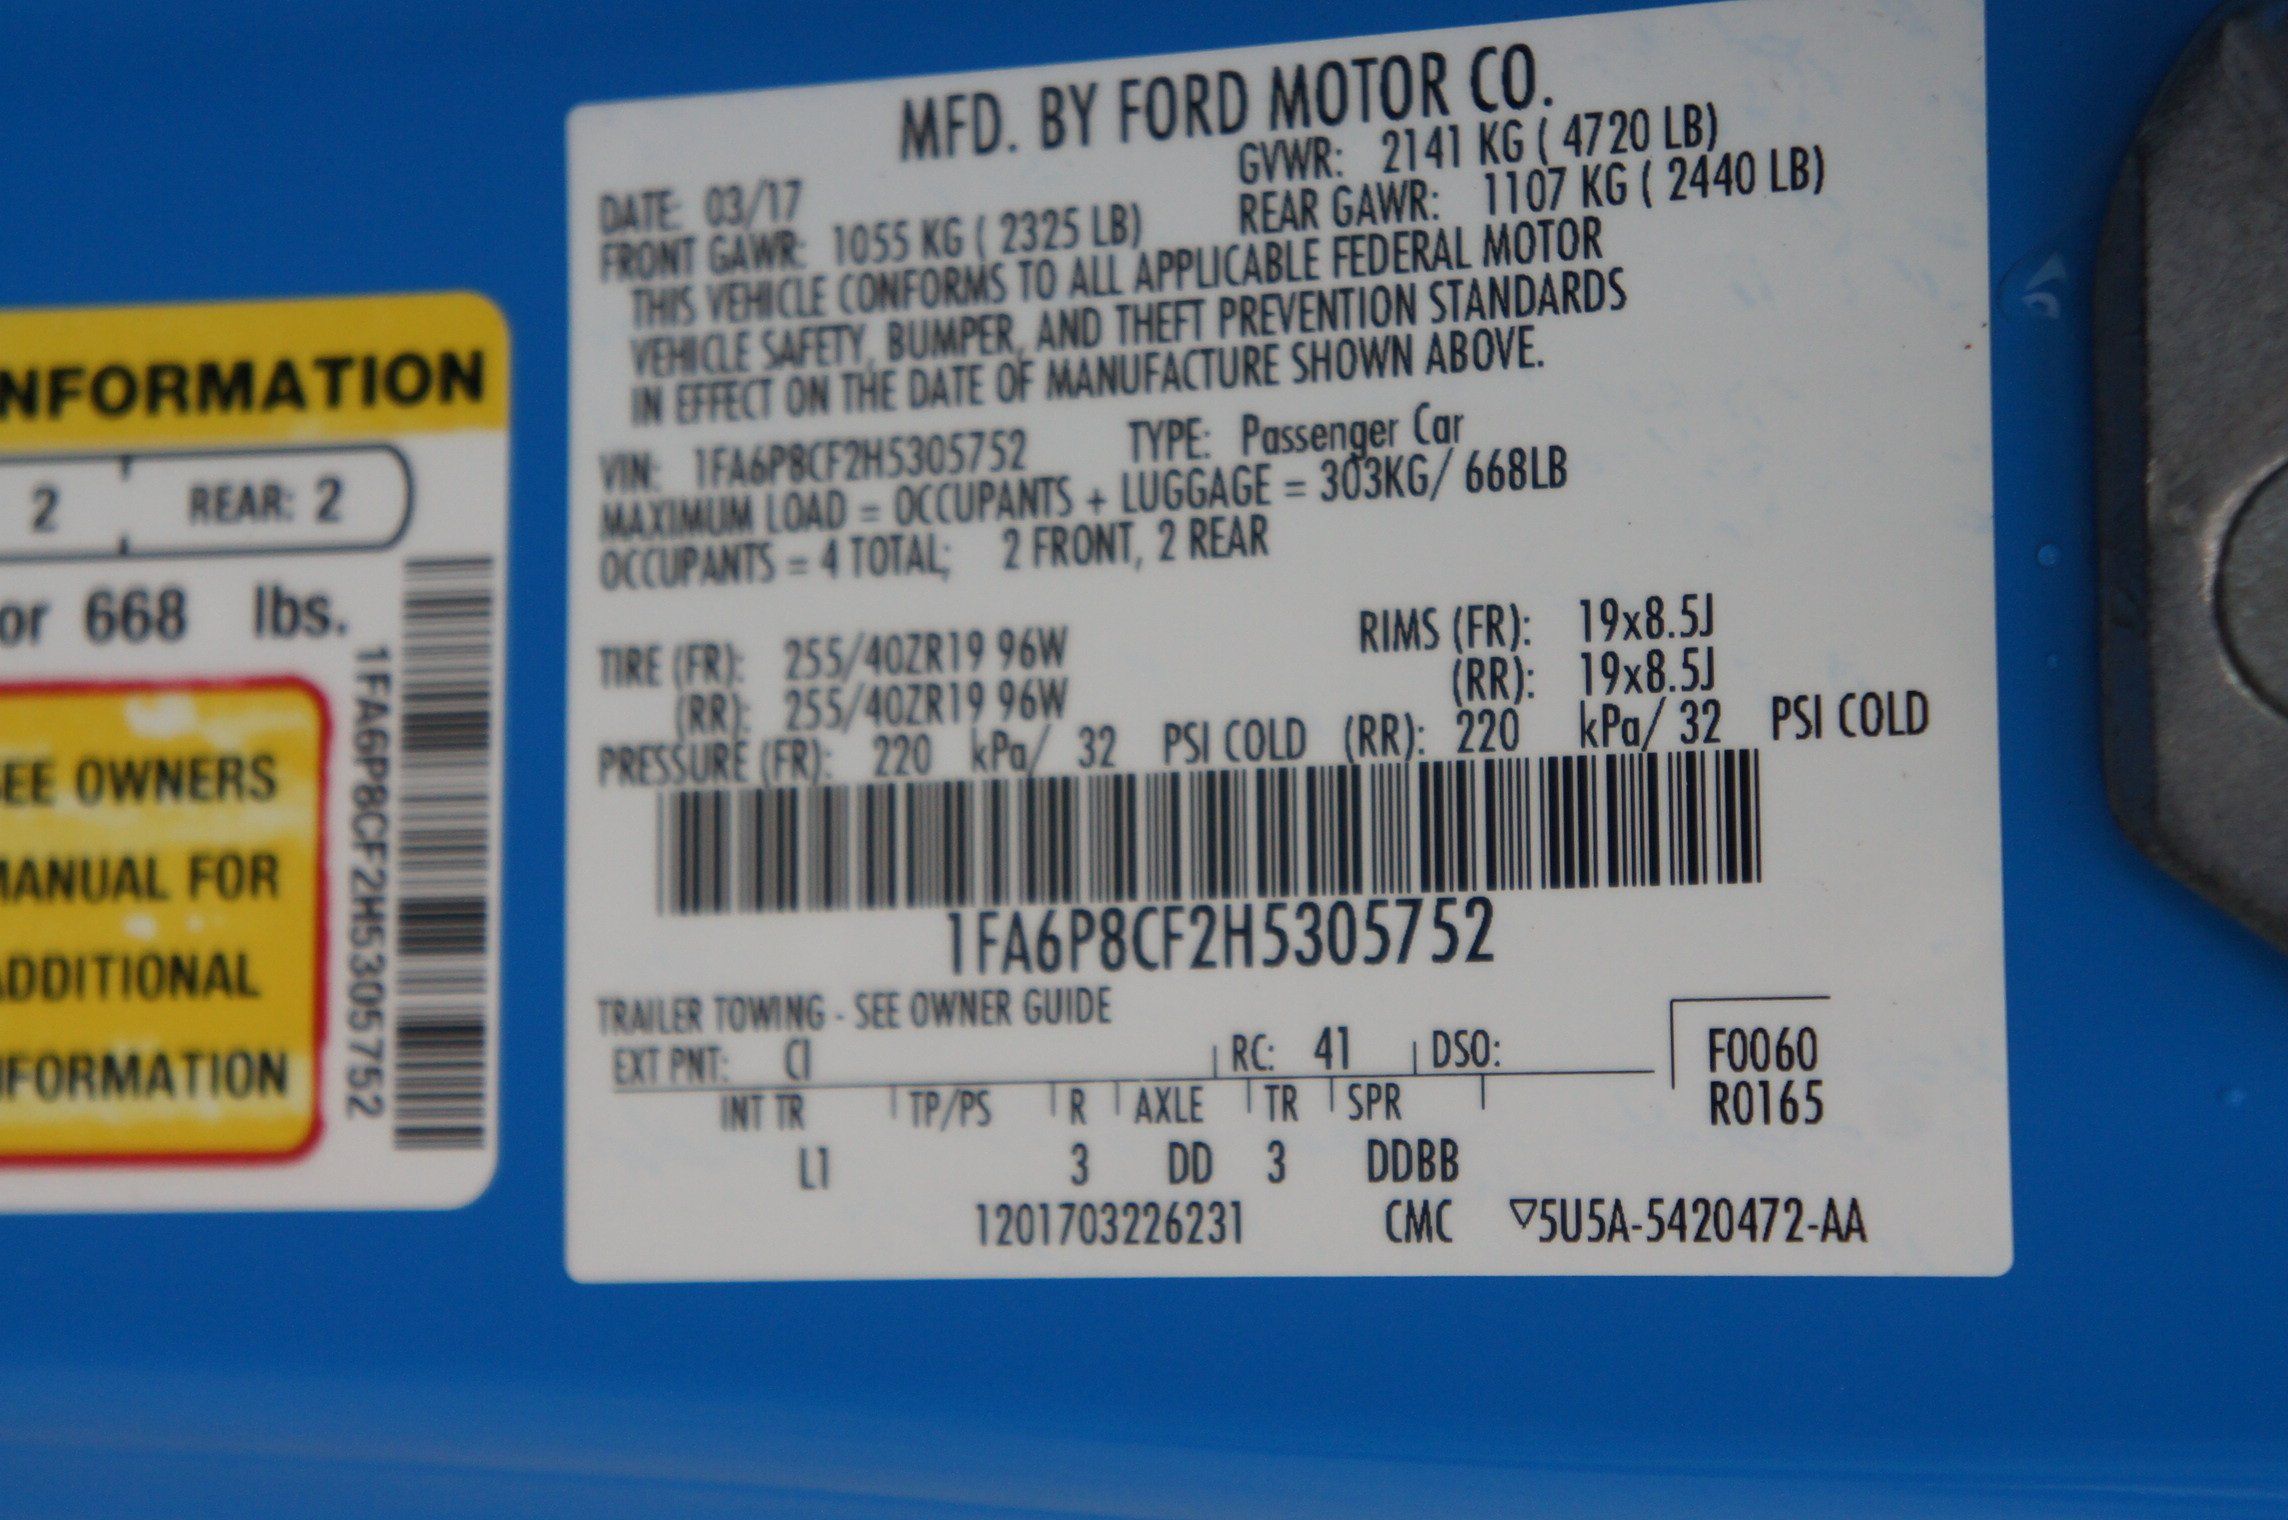 NFORMATION
2 REAR: 2
or 668 lbs.
1FA6P8CF2H5305752
EE OWNERS
MANUAL FOR
ADDITIONAL
NFORMATION
MFD. BY FORD MOTOR CO.
DATE: 03/17 GVWR: 2141 KG ( 4720 LB)
FRONT GAWR: 1055 KG ( 2325 LB) REAR GAWR: 1107 KG ( 2440 LB)
THIS VEHICLE CONFORMS TO ALL APPLICABLE FEDERAL MOTOR
VEHICLE SAFETY, BUMPER, AND THEFT PREVENTION STANDARDS
IN EFFECT ON THE DATE OF MANUFACTURE SHOWN ABOVE.
VIN: 1FA6P8CF2H5305752 TYPE: Passenger Car
MAXIMUM LOAD = OCCUPANTS + LUGGAGE = 303KG/ 668LB
OCCUPANTS = 4 TOTAL; 2 FRONT, 2 REAR
TIRE (FR): 255/40ZR19 96W RIMS (FR): 19x8.5J
(RR): 255/40ZR19 96W (RR): 19x8.5J
PRESSURE (FR): 220 kPa/ 32 PSI COLD (RR): 220 kPa/ 32 PSI COLD
1FA6P8CF2H5305752
TRAILER TOWING - SEE OWNER GUIDE
EXT PNT: CI RC: 41 DSO: F0060
INT TR TP/PS R AXLE TR SPR R0165
L1 3 DD 3 DDBB
1201703226231 CMC ▽5U5A-5420472-AA